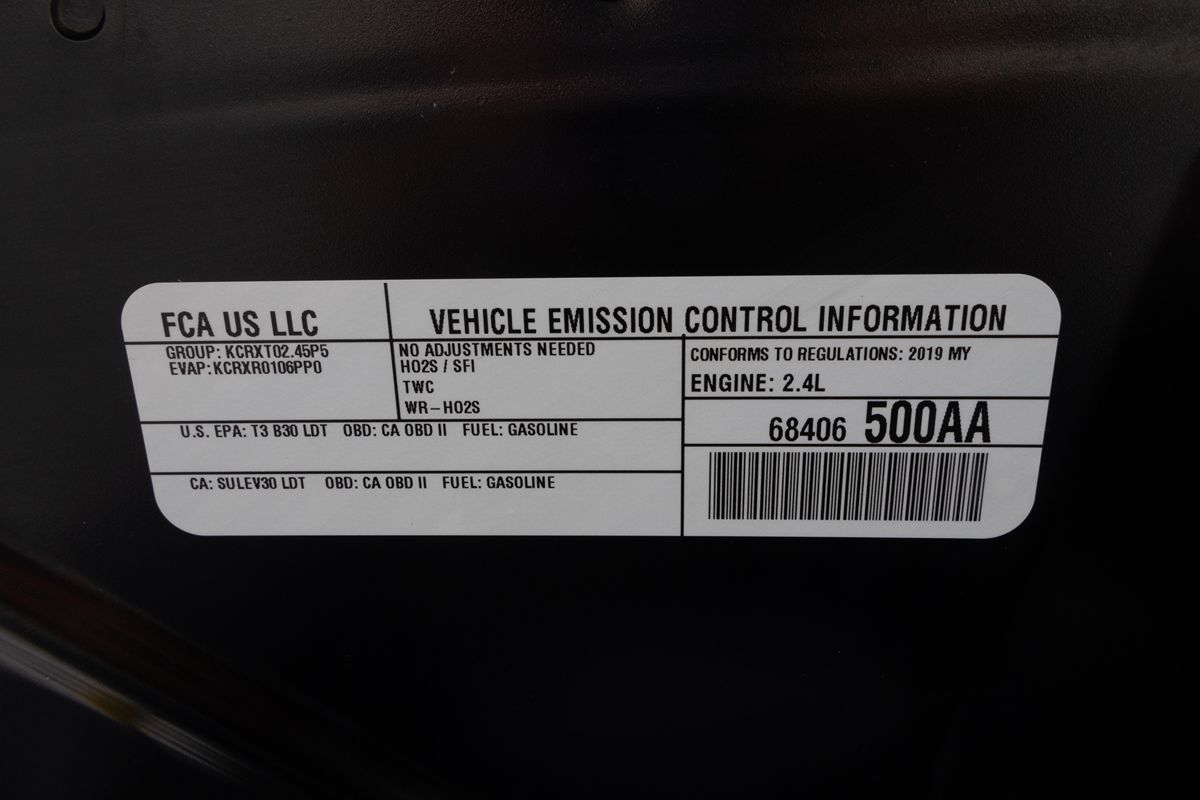 FCA US LLC
VEHICLE EMISSION CONTROL INFORMATION
GROUP: KCRXT02.45P5
EVAP: KCRXR0106PP0
NO ADJUSTMENTS NEEDED
HO2S / SFI
TWC
WR-HO2S
CONFORMS TO REGULATIONS: 2019 MY
ENGINE: 2.4L
68406 500AA
U.S. EPA: T3 B30 LDT OBD: CA OBD II FUEL: GASOLINE
CA: SULEV30 LDT OBD: CA OBD II FUEL: GASOLINE